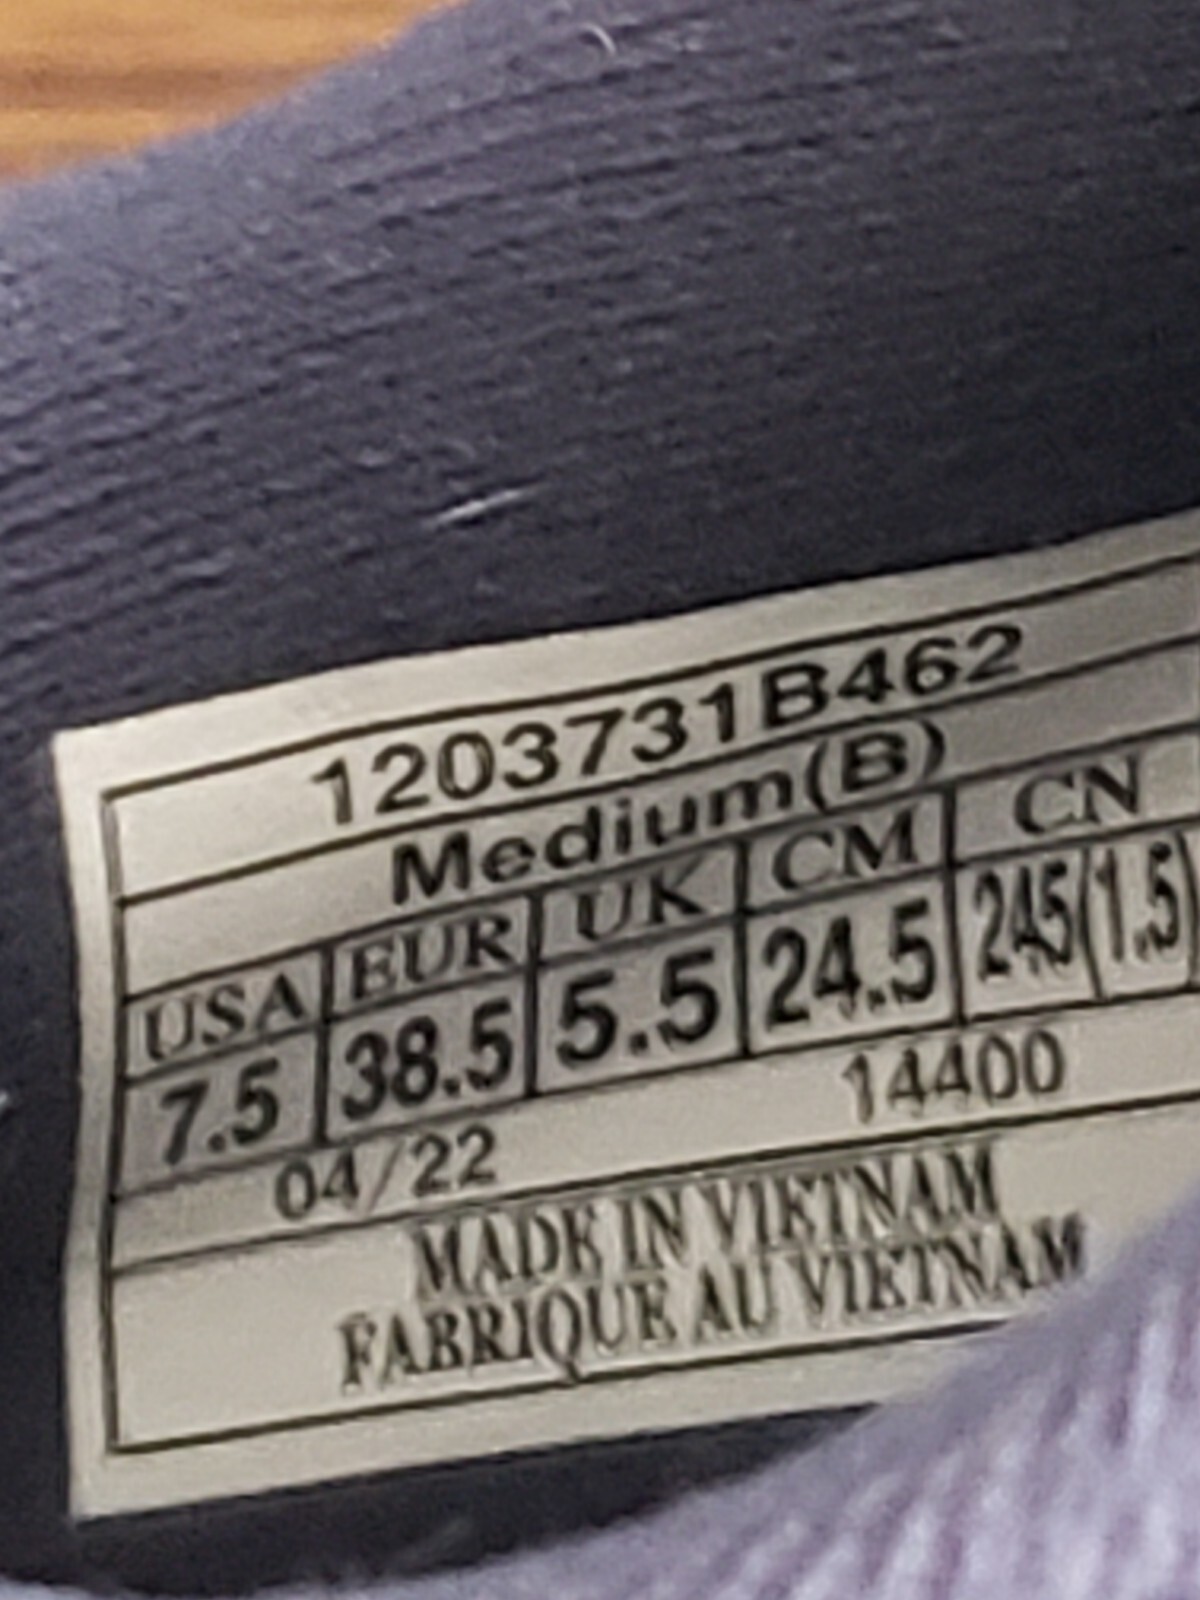 1203731B462
Medium(B)
USA EUR UK CM CN
7.5 38.5 5.5 24.5 245(1.5)
04/22 14400
MADE IN VIETNAM
FABRIQUE AU VIETNAM